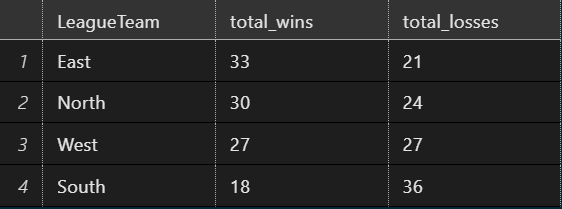 LeagueTeam total_wins total_losses
1 East 33 21
2 North 30 24
3 West 27 27
4 South 18 36